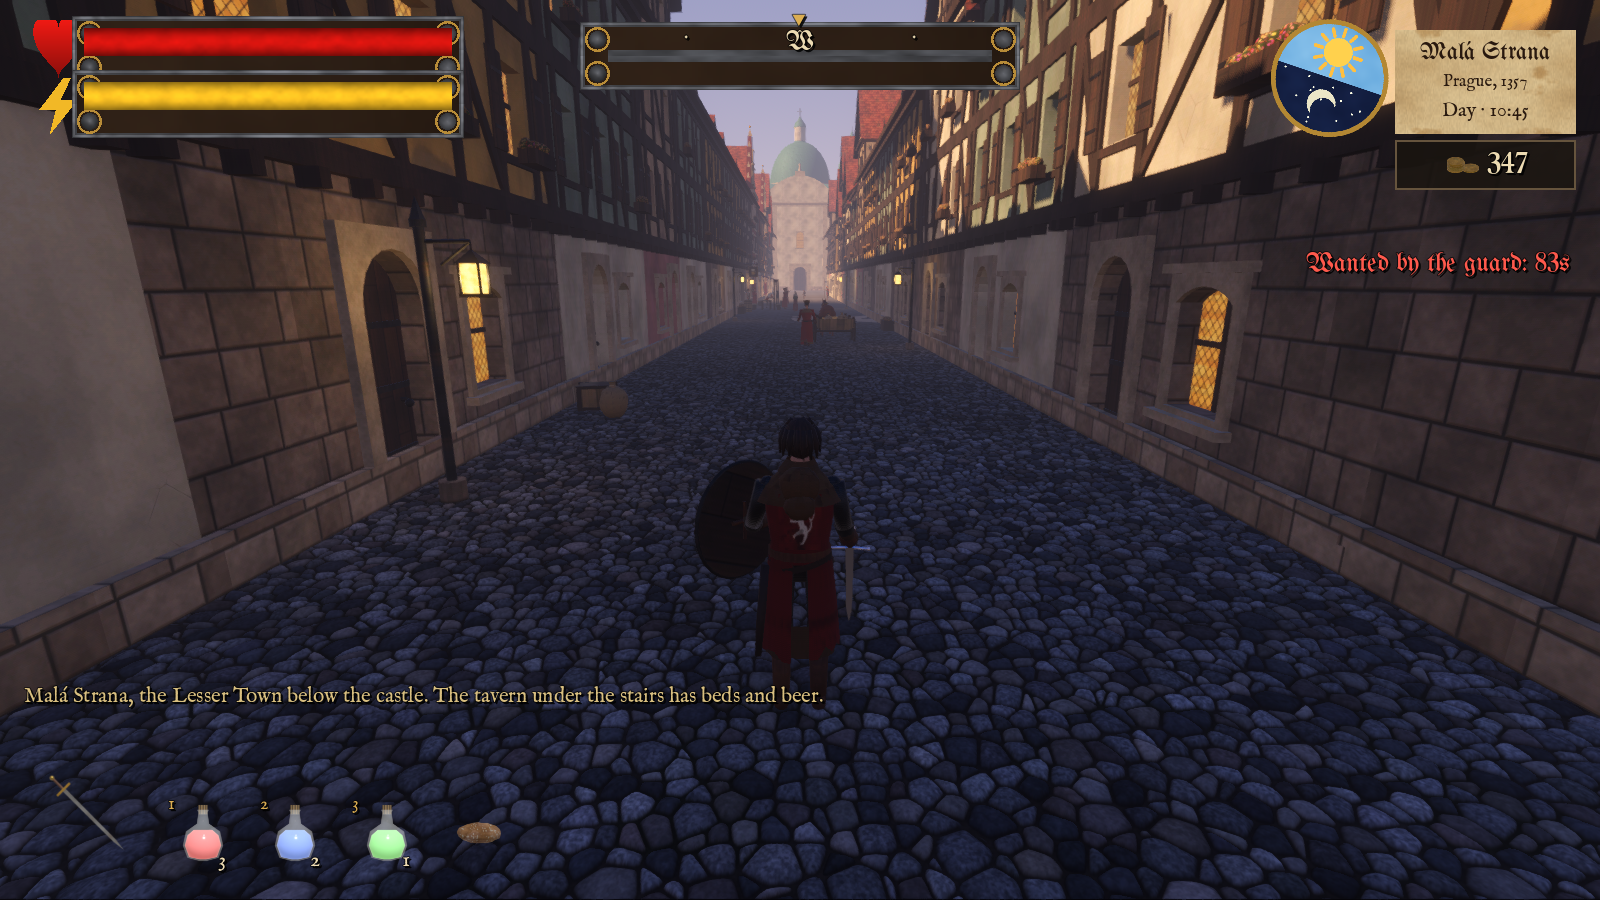 W
Malá Strana
Prague, 1357
Day · 10:45
347
Wanted by the guard: 83s
Malá Strana, the Lesser Town below the castle. The tavern under the stairs has beds and beer.
1 2 3
3 2 1